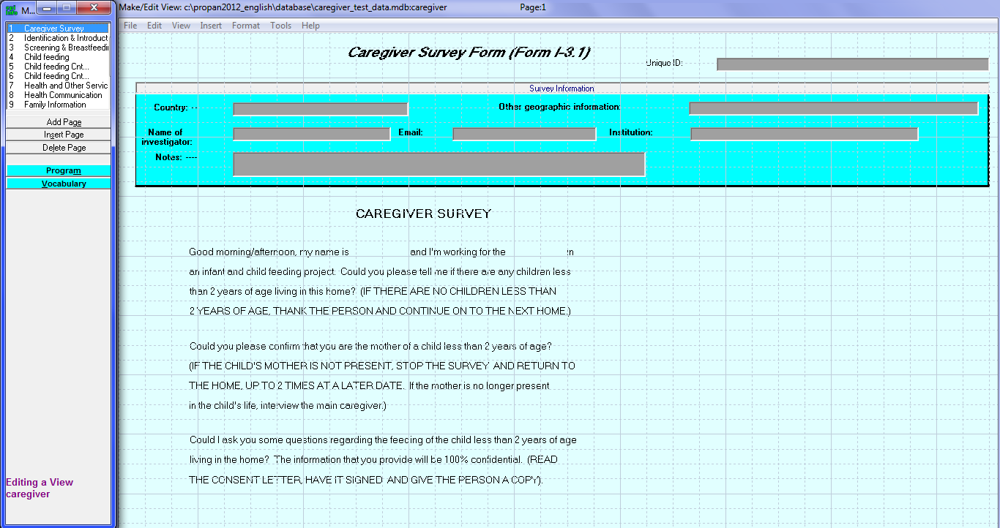 M...
Make/Edit View: c:\propan2012_english\database\caregiver_test_data.mdb:caregiver Page:1
File Edit View Insert Format Tools Help
1 Caregiver Survey
2 Identification & Introduct
3 Screening & Breastfeedi
4 Child feeding
5 Child feeding Cnt...
6 Child feeding Cnt...
7 Health and Other Servic
8 Health Communication
9 Family Information
Add Page
Insert Page
Delete Page
Program
Vocabulary
Editing a View
caregiver
Caregiver Survey Form (Form I-3.1)
Unique ID:
Survey Information
Country: --
Other geographic information:
Name of investigator:
Email:
Institution:
Notes: ----
CAREGIVER SURVEY
Good morning/afternoon, my name is and I'm working for the in
an infant and child feeding project. Could you please tell me if there are any children less
than 2 years of age living in this home? (IF THERE ARE NO CHILDREN LESS THAN
2 YEARS OF AGE, THANK THE PERSON AND CONTINUE ON TO THE NEXT HOME.)
Could you please confirm that you are the mother of a child less than 2 years of age?
(IF THE CHILD'S MOTHER IS NOT PRESENT, STOP THE SURVEY AND RETURN TO
THE HOME, UP TO 2 TIMES AT A LATER DATE. If the mother is no longer present
in the child's life, interview the main caregiver.)
Could I ask you some questions regarding the feeding of the child less than 2 years of age
living in the home? The information that you provide will be 100% confidential. (READ
THE CONSENT LETTER, HAVE IT SIGNED AND GIVE THE PERSON A COPY).